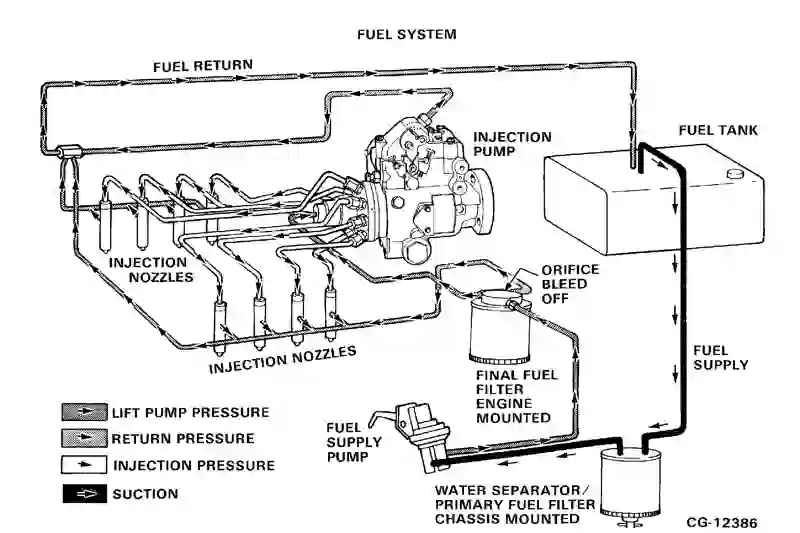 FUEL SYSTEM
FUEL RETURN
INJECTION
PUMP
FUEL TANK
INJECTION
NOZZLES
ORIFICE
BLEED
OFF
FUEL
SUPPLY
INJECTION NOZZLES
FINAL FUEL
FILTER
ENGINE
MOUNTED
LIFT PUMP PRESSURE
RETURN PRESSURE
INJECTION PRESSURE
SUCTION
FUEL
SUPPLY
PUMP
WATER SEPARATOR/
PRIMARY FUEL FILTER
CHASSIS MOUNTED
CG-12386